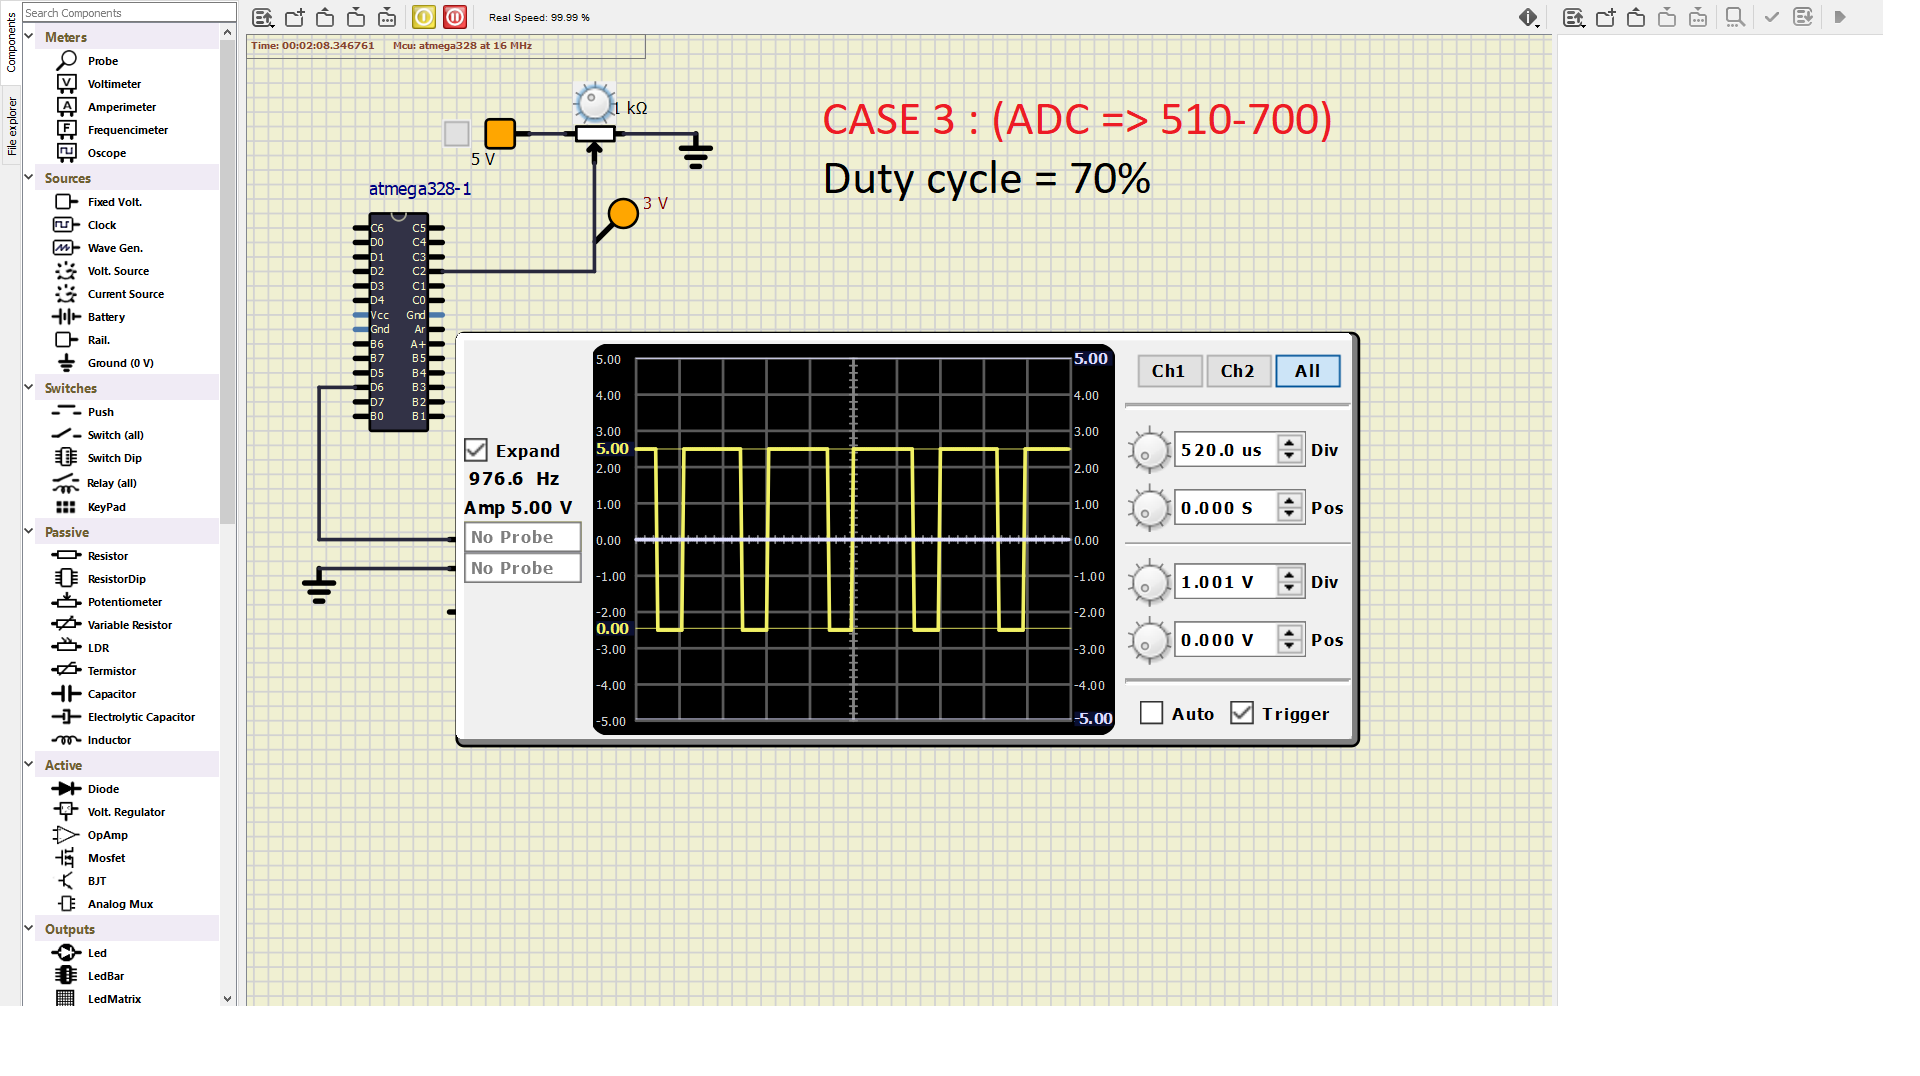 Components
File explorer
Search Components
Meters
Probe
Voltimeter
Amperimeter
Frequencimeter
Oscope
Sources
Fixed Volt.
Clock
Wave Gen.
Volt. Source
Current Source
Battery
Rail.
Ground (0 V)
Switches
Push
Switch (all)
Switch Dip
Relay (all)
KeyPad
Passive
Resistor
ResistorDip
Potentiometer
Variable Resistor
LDR
Termistor
Capacitor
Electrolytic Capacitor
Inductor
Active
Diode
Volt. Regulator
OpAmp
Mosfet
BJT
Analog Mux
Outputs
Led
LedBar
LedMatrix
Real Speed: 99.99 %
Time: 00:02:08.346761 Mcu: atmega328 at 16 MHz
1 kΩ
5 V
3 V
CASE 3 : (ADC => 510-700)
Duty cycle = 70%
atmega328-1
C6 C5
D0 C4
D1 C3
D2 C2
D3 C1
D4 C0
Vcc Gnd
Gnd Ar
B6 A+
B7 B5
D5 B4
D6 B3
D7 B2
B0 B1
Expand
976.6 Hz
Amp 5.00 V
No Probe
No Probe
5.00 5.00
4.00 4.00
3.00 3.00
5.00
2.00 2.00
1.00 1.00
0.00 0.00
-1.00 -1.00
-2.00 -2.00
0.00
-3.00 -3.00
-4.00 -4.00
-5.00 -5.00
Ch1 Ch2 All
520.0 us Div
0.000 S Pos
1.001 V Div
0.000 V Pos
Auto Trigger